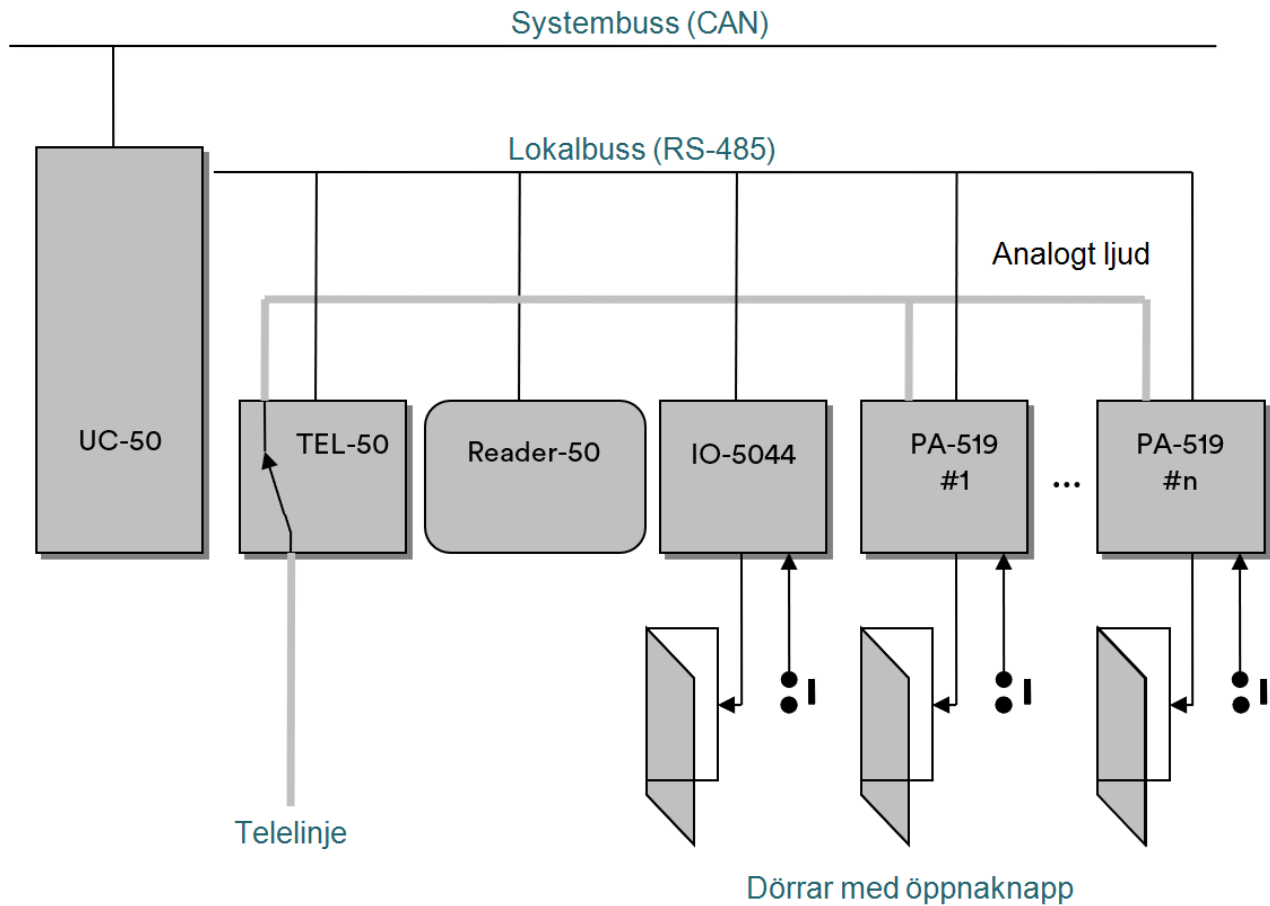 Systembuss (CAN)
Lokalbuss (RS-485)
Analogt ljud
UC-50
TEL-50
Reader-50
IO-5044
PA-519
#1
...
PA-519
#n
Telelinje
Dörrar med öppnaknapp